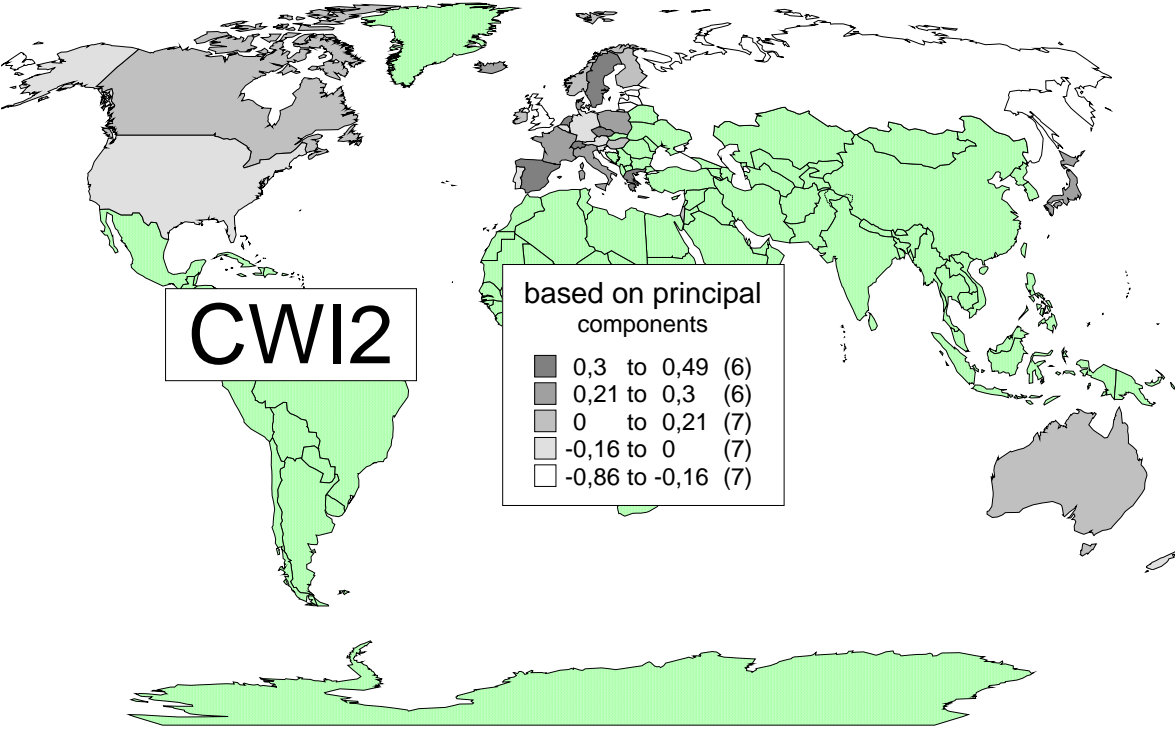 CWI2
based on principal
components
0,3 to 0,49 (6)
0,21 to 0,3 (6)
0 to 0,21 (7)
-0,16 to 0 (7)
-0,86 to -0,16 (7)